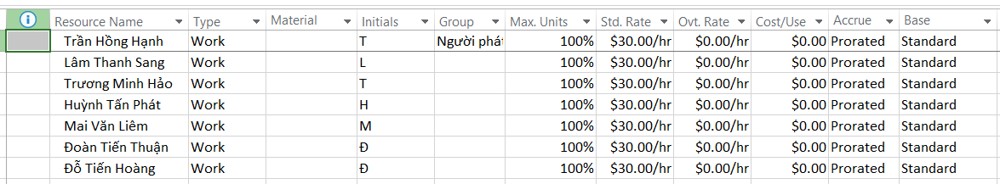 Resource Name Type Material Initials Group Max. Units Std. Rate Ovt. Rate Cost/Use Accrue Base
Trần Hồng Hạnh Work T Người phát 100% $30.00/hr $0.00/hr $0.00 Prorated Standard
Lâm Thanh Sang Work L 100% $30.00/hr $0.00/hr $0.00 Prorated Standard
Trương Minh Hảo Work T 100% $30.00/hr $0.00/hr $0.00 Prorated Standard
Huỳnh Tấn Phát Work H 100% $30.00/hr $0.00/hr $0.00 Prorated Standard
Mai Văn Liêm Work M 100% $30.00/hr $0.00/hr $0.00 Prorated Standard
Đoàn Tiến Thuận Work Đ 100% $30.00/hr $0.00/hr $0.00 Prorated Standard
Đỗ Tiến Hoàng Work Đ 100% $30.00/hr $0.00/hr $0.00 Prorated Standard